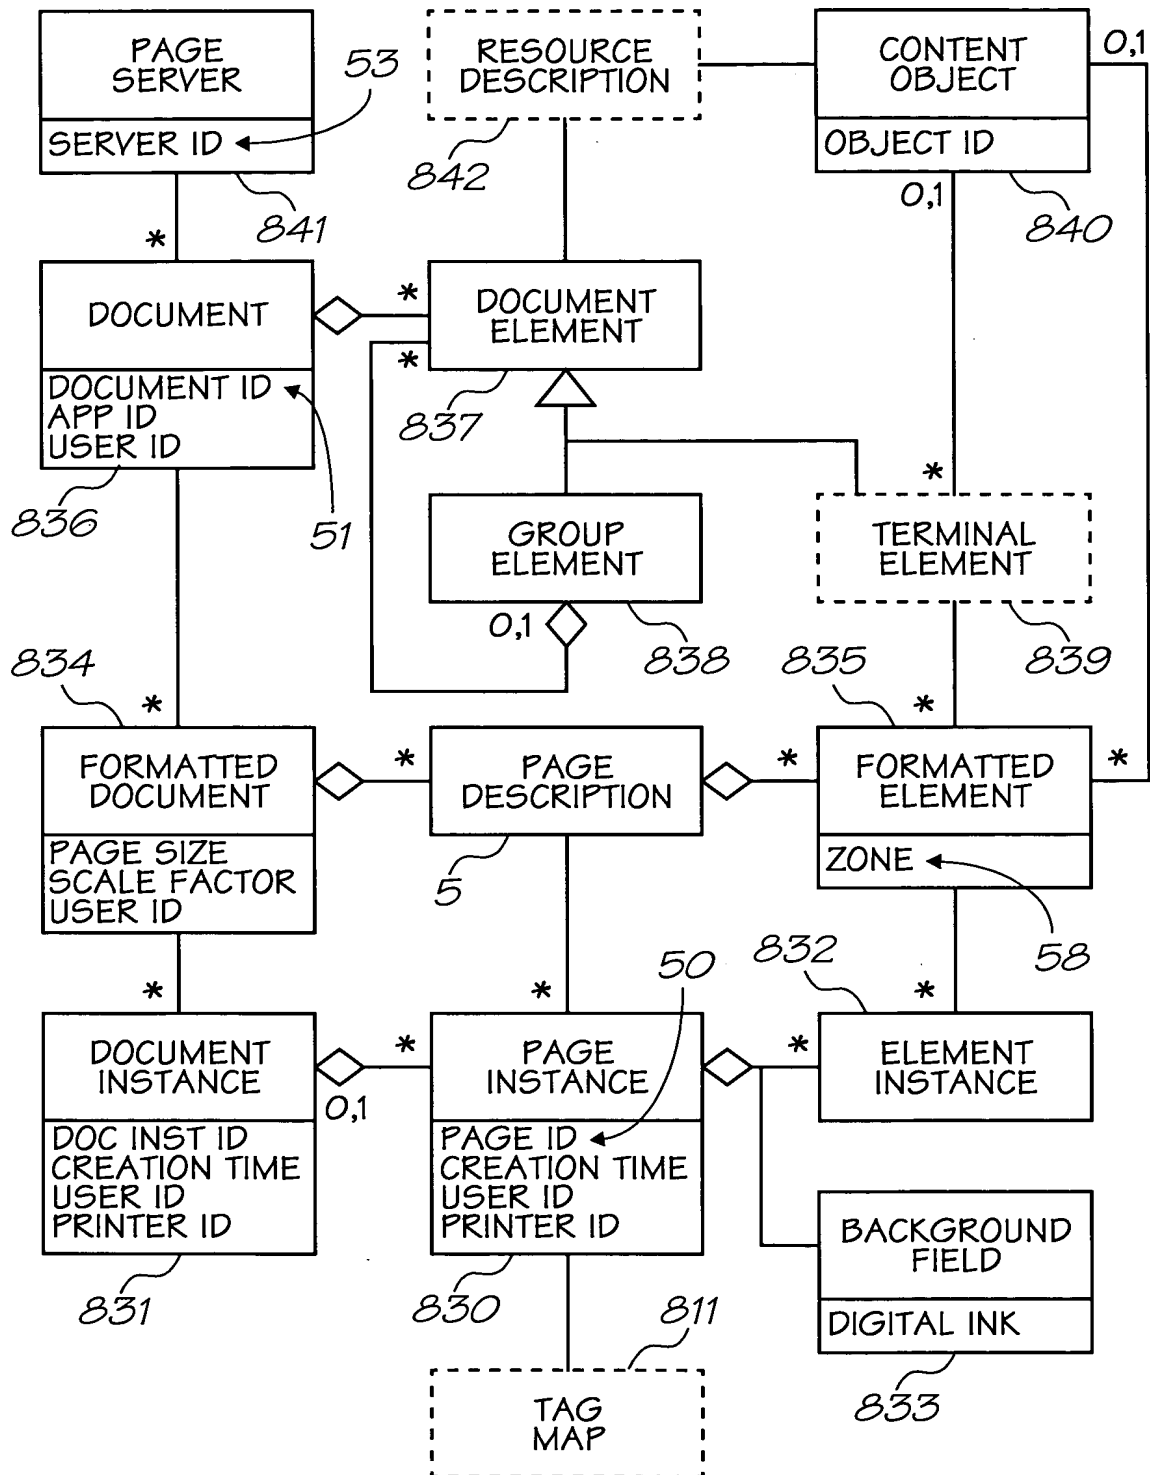 PAGE
SERVER
SERVER ID
53
841
RESOURCE
DESCRIPTION
842
CONTENT
OBJECT
OBJECT ID
0,1
0,1
840
*
DOCUMENT
DOCUMENT ID
APP ID
USER ID
836
51
*
*
DOCUMENT
ELEMENT
837
GROUP
ELEMENT
0,1
838
*
TERMINAL
ELEMENT
839
834
*
FORMATTED
DOCUMENT
PAGE SIZE
SCALE FACTOR
USER ID
*
PAGE
DESCRIPTION
5
835
*
*
FORMATTED
ELEMENT
*
ZONE
58
*
DOCUMENT
INSTANCE
0,1
DOC INST ID
CREATION TIME
USER ID
PRINTER ID
831
*
*
50
PAGE
INSTANCE
PAGE ID
CREATION TIME
USER ID
PRINTER ID
830
832
*
*
ELEMENT
INSTANCE
BACKGROUND
FIELD
DIGITAL INK
833
811
TAG
MAP